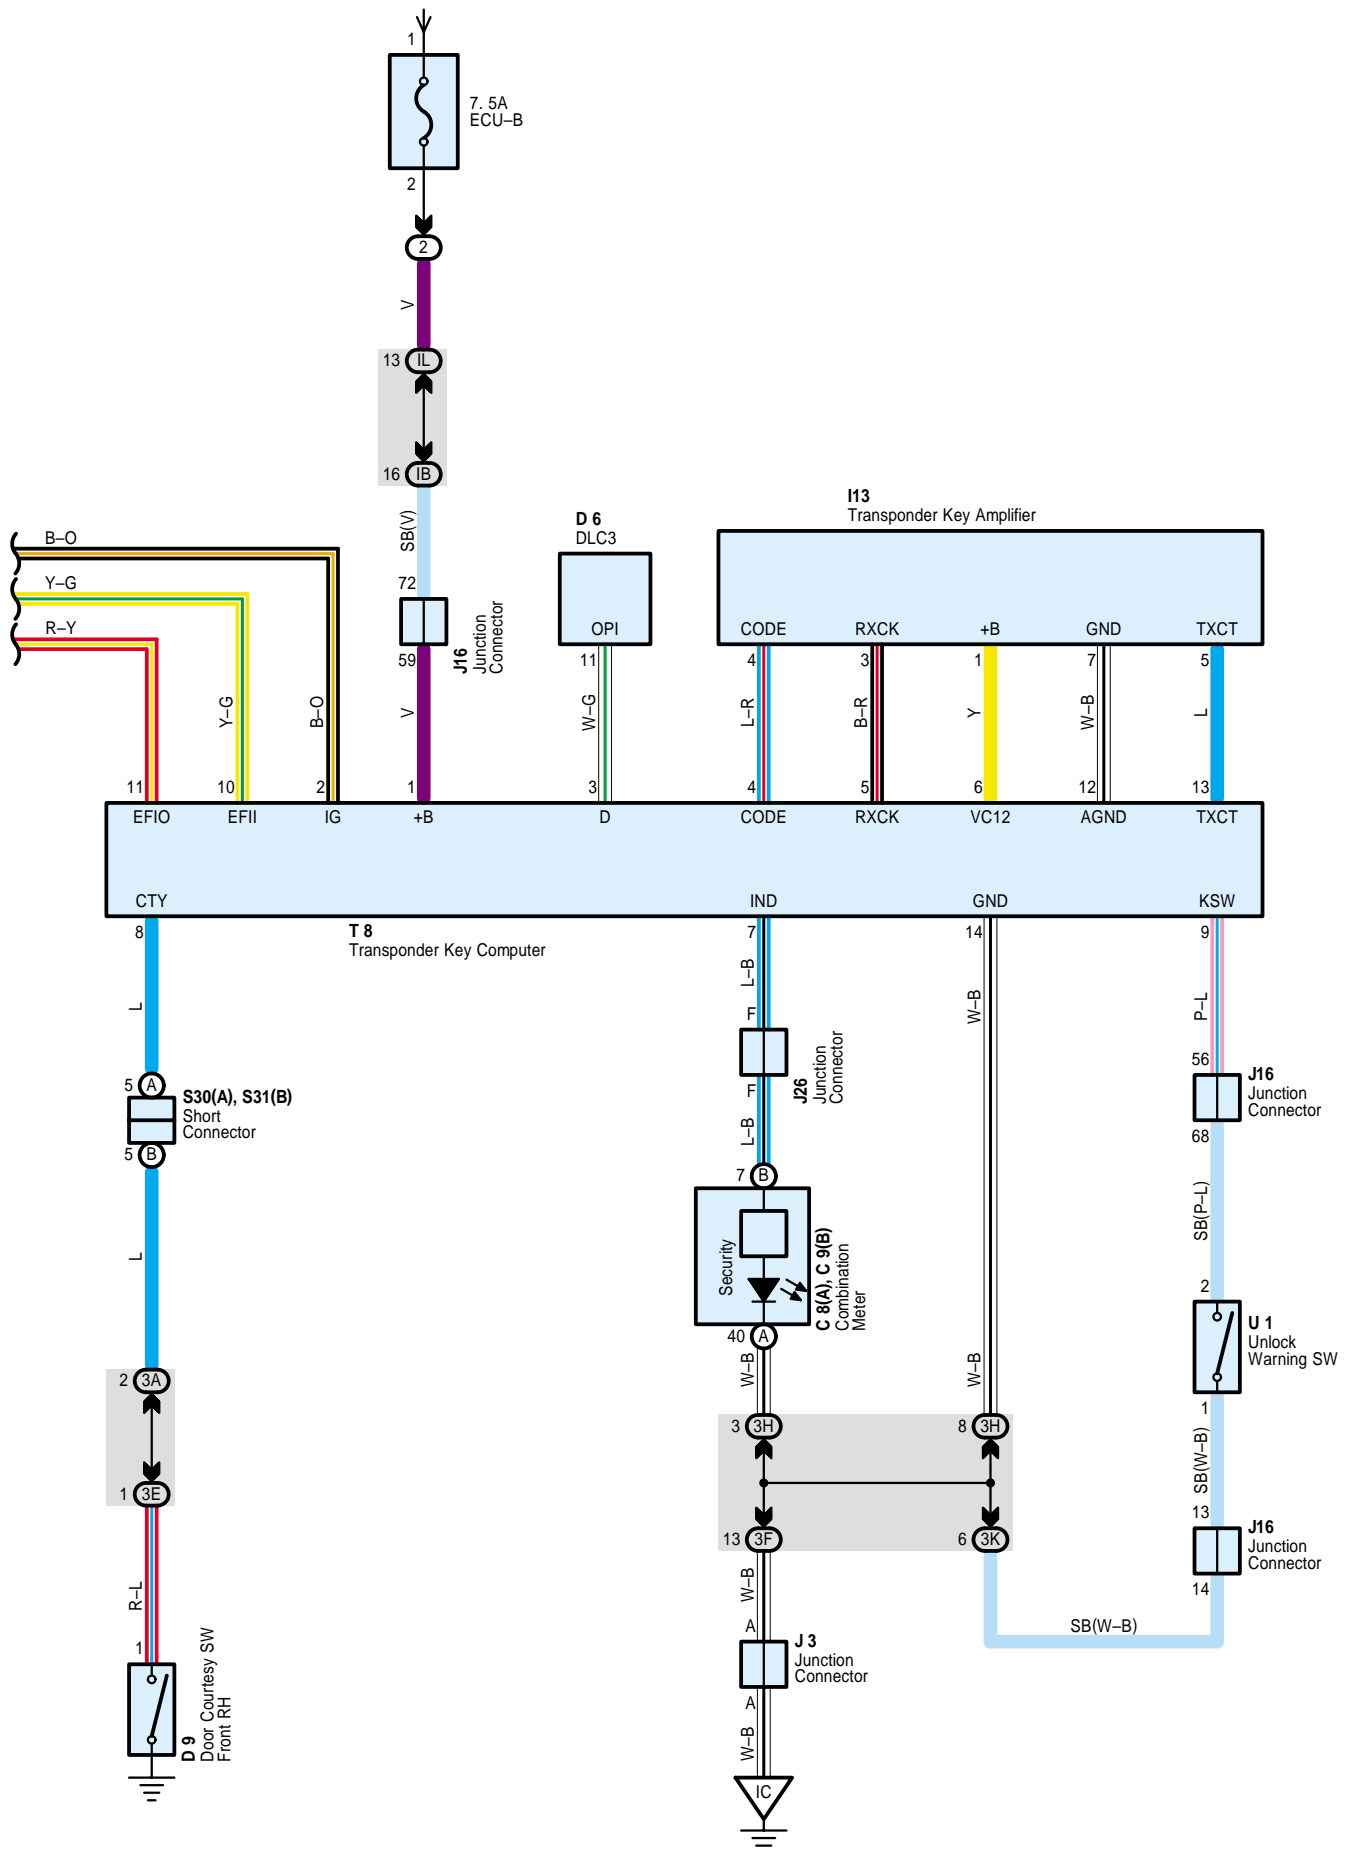 1
7. 5A
ECU–B
2
2
V
13 IL
16 IB
SB(V)
72
J16
Junction
Connector
59
V
B–O
Y–G
R–Y
Y–G
B–O
D 6
DLC3
OPI
11
W–G
I13
Transponder Key Amplifier
CODE RXCK +B GND TXCT
4 3 1 7 5
L–R B–R Y W–B L
11 10 2 1 3 4 5 6 12 13
EFIO EFII IG +B D CODE RXCK VC12 AGND TXCT
CTY IND GND KSW
8 7 14 9
T 8
Transponder Key Computer
L
5 A
S30(A), S31(B)
Short
Connector
5 B
L
2 3A
1 3E
R–L
1
D 9
Door Courtesy SW
Front RH
L–B
F
J26
Junction
Connector
F
L–B
7 B
Security
C 8(A), C 9(B)
Combination
Meter
40 A
W–B
3 3H
13 3F
W–B
A
J 3
Junction
Connector
A
W–B
IC
W–B
W–B
8 3H
6 3K
SB(W–B)
P–L
56
J16
Junction
Connector
68
SB(P–L)
2
U 1
Unlock
Warning SW
1
SB(W–B)
13
J16
Junction
Connector
14